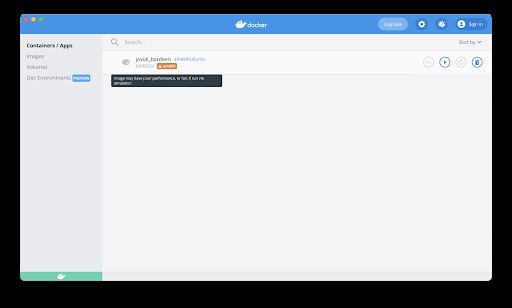 docker
Upgrade
Sign in
Containers / Apps
Images
Volumes
Dev Environments PREVIEW
Search...
Sort by
jovial_bardeen amd64/ubuntu
EXITED (0) amd64
Image may have poor performance, or fail, if run via
emulation